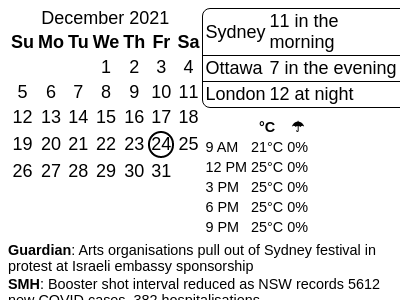 December 2021
Su Mo Tu We Th Fr Sa
1 2 3 4
5 6 7 8 9 10 11
12 13 14 15 16 17 18
19 20 21 22 23 24 25
26 27 28 29 30 31
Sydney 11 in the
morning
Ottawa 7 in the evening
London 12 at night
°C ☂
9 AM 21°C 0%
12 PM 25°C 0%
3 PM 25°C 0%
6 PM 25°C 0%
9 PM 25°C 0%
Guardian: Arts organisations pull out of Sydney festival in
protest at Israeli embassy sponsorship
SMH: Booster shot interval reduced as NSW records 5612
new COVID cases, 382 hospitalisations